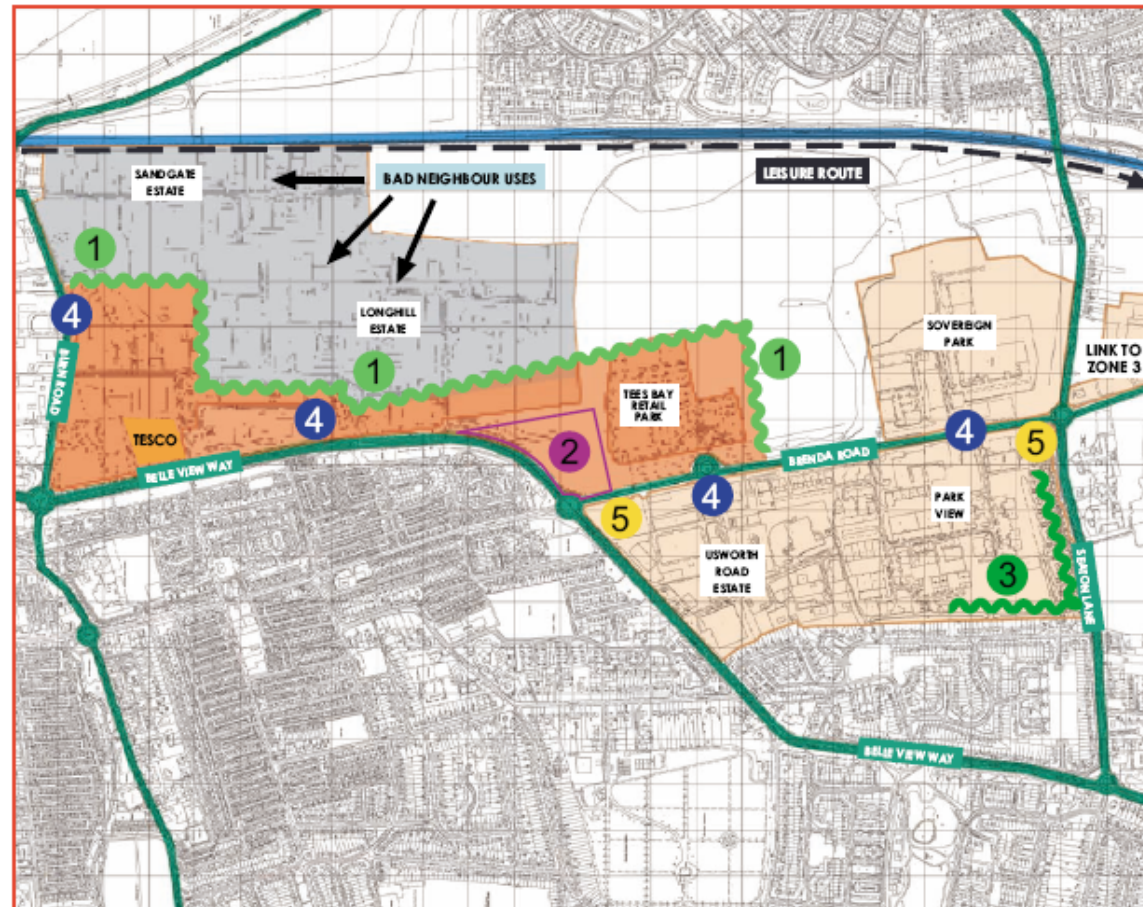 SANDGATE
ESTATE
BAD NEIGHBOUR USES
LEISURE ROUTE
1
4
LONGHILL
ESTATE
SOVEREIGN
PARK
1
1
LINK TO
ZONE 3
BURN ROAD
TEES BAY
RETAIL
PARK
4
TESCO
BELLE VIEW WAY
2
BRENDA ROAD
4
5
4
5
PARK
VIEW
USWORTH
ROAD
ESTATE
3
SEATON LANE
BELLE VIEW WAY